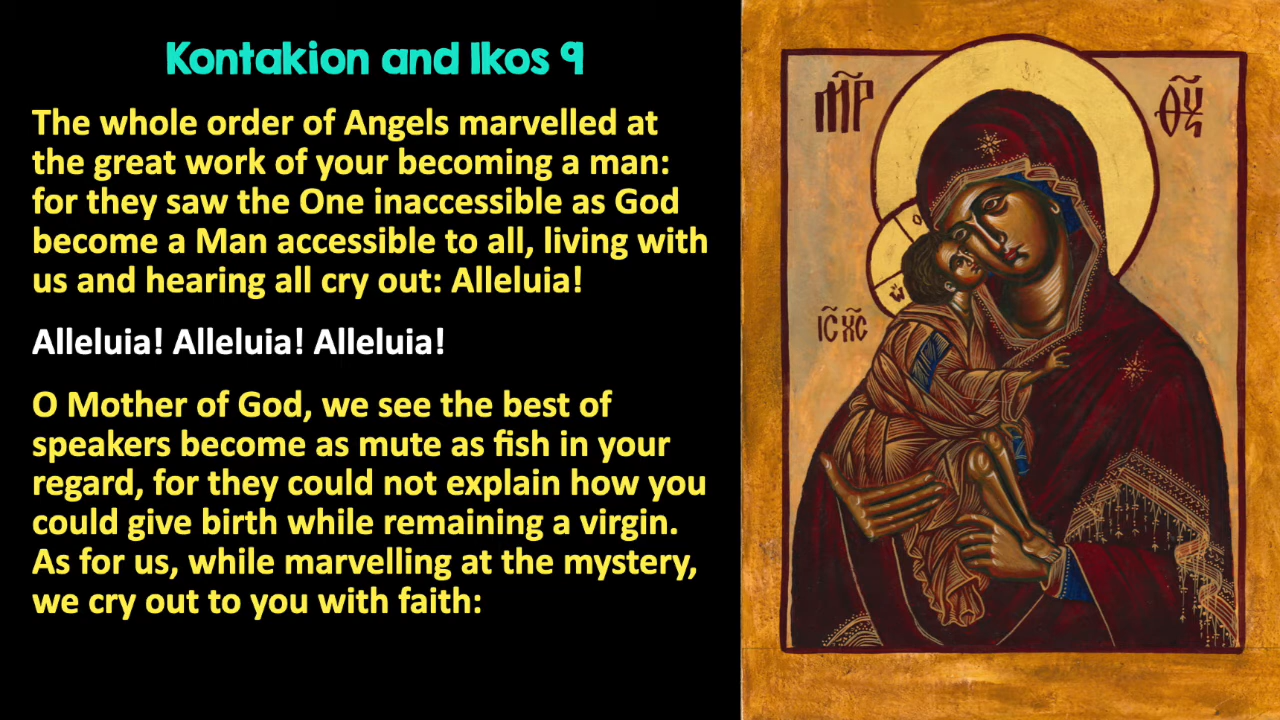 Kontakion and Ikos 9
The whole order of Angels marvelled at
the great work of your becoming a man:
for they saw the One inaccessible as God
become a Man accessible to all, living with
us and hearing all cry out: Alleluia!
Alleluia! Alleluia! Alleluia!
O Mother of God, we see the best of
speakers become as mute as fish in your
regard, for they could not explain how you
could give birth while remaining a virgin.
As for us, while marvelling at the mystery,
we cry out to you with faith:
М҃Р Ѳ҃Ѵ
І҃С Х҃С